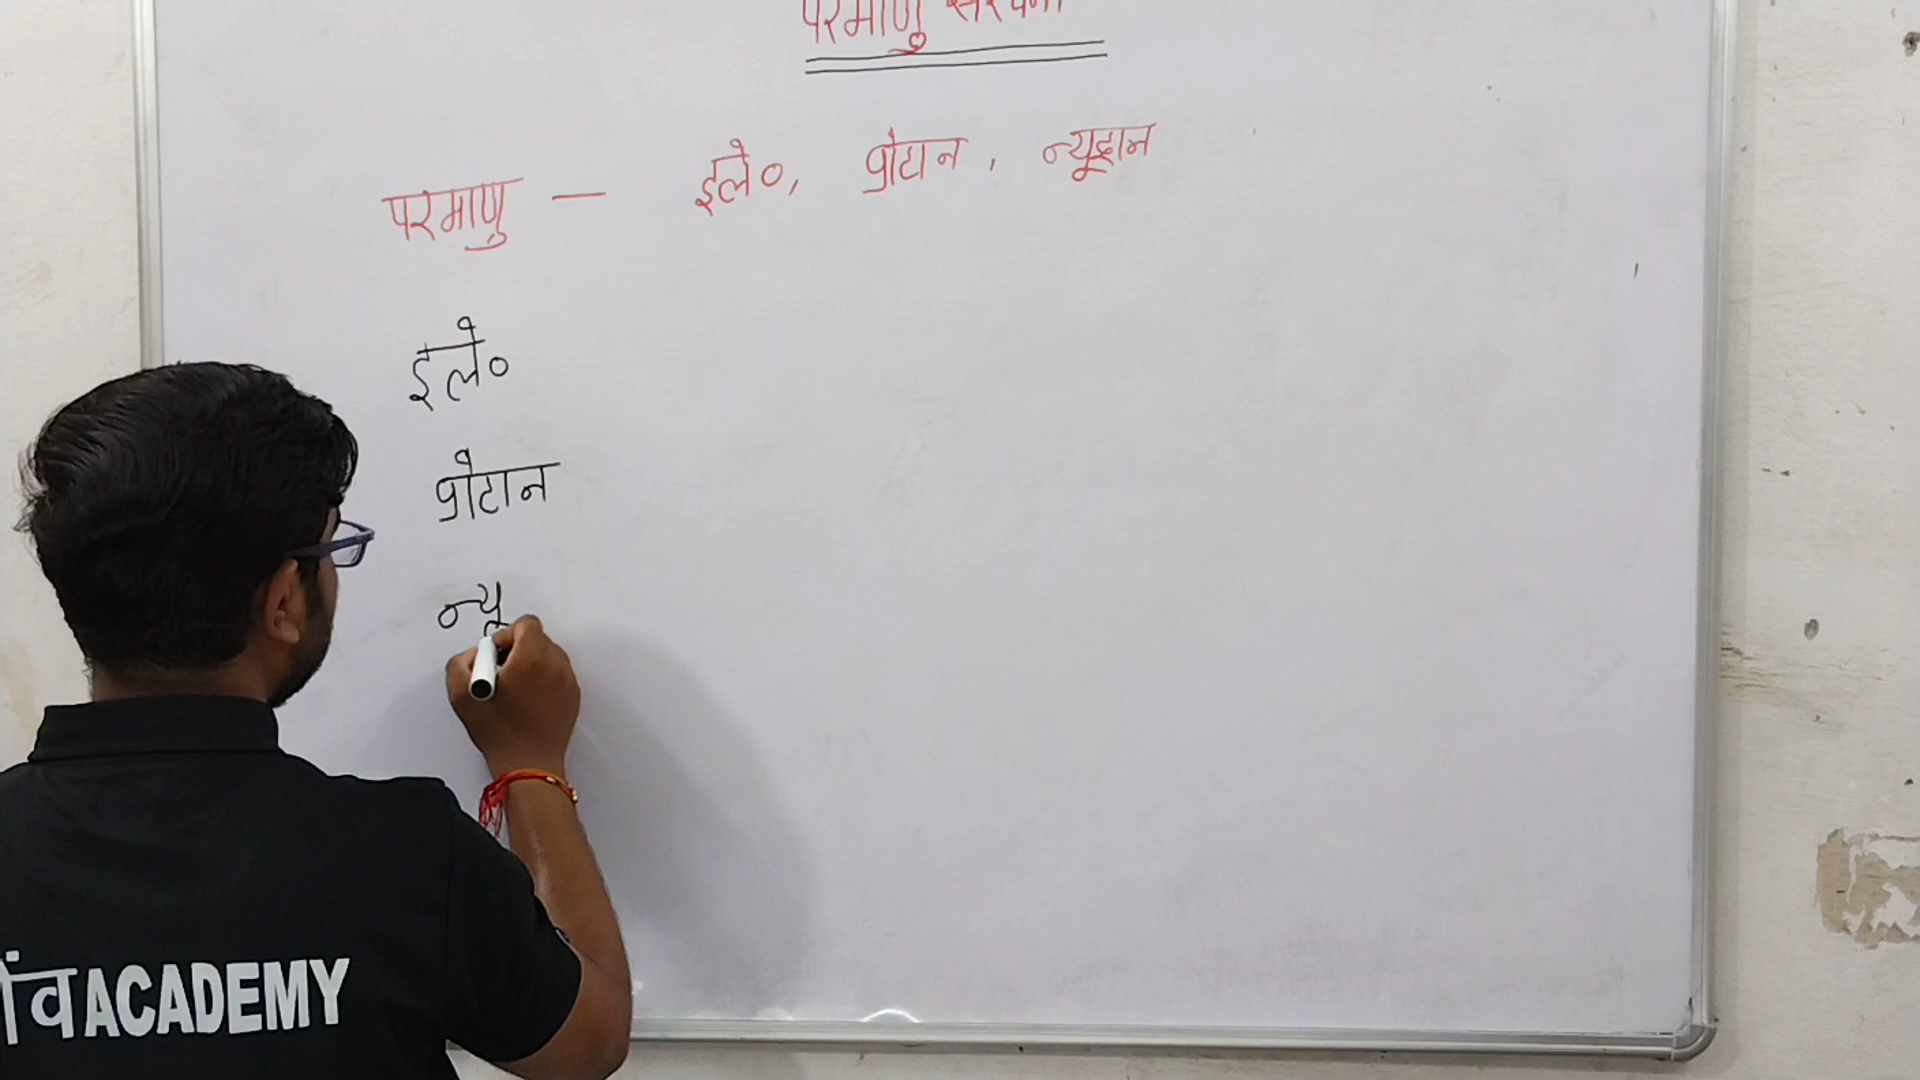 परमाणु संरचना
परमाणु — इले०, प्रोटान, न्यूट्रान
इले०
प्रोटान
न्यू
ACADEMY